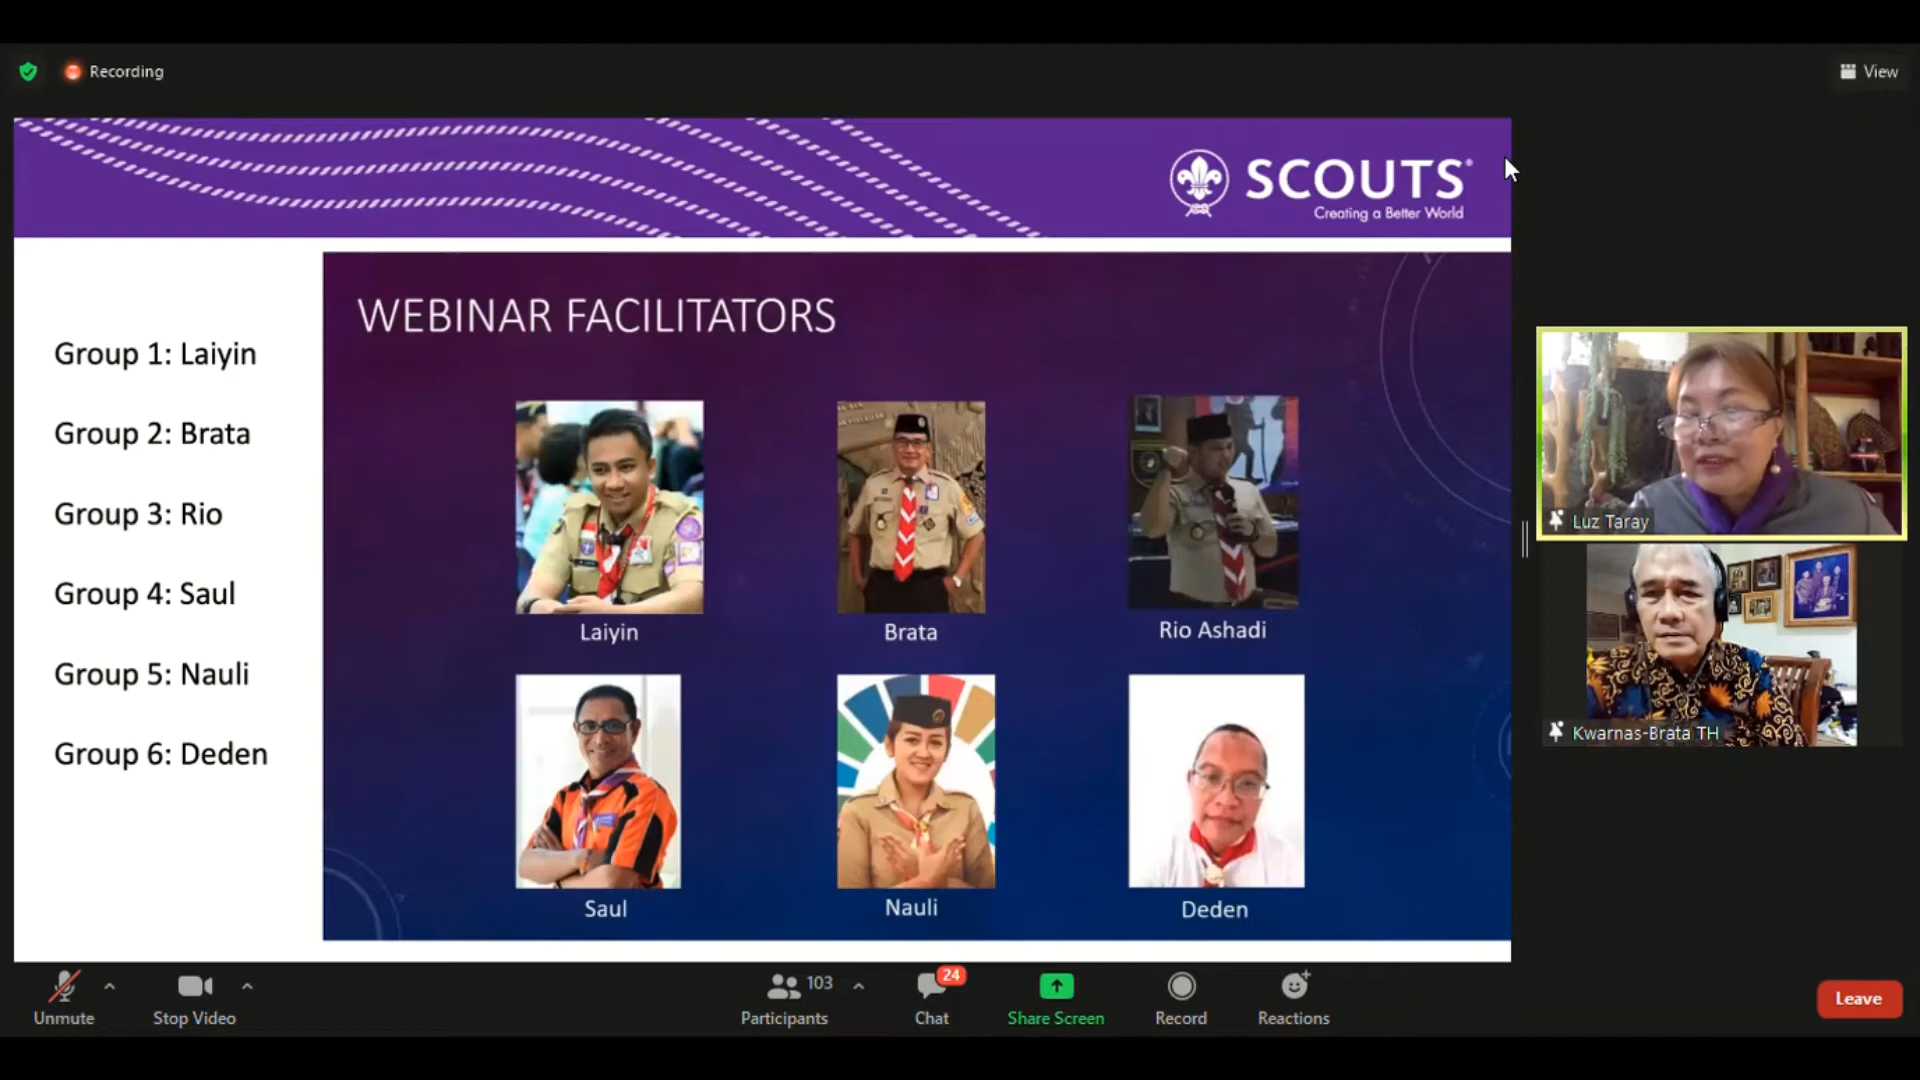 Recording
View
SCOUTS®
Creating a Better World
WEBINAR FACILITATORS
Group 1: Laiyin
Group 2: Brata
Group 3: Rio
Group 4: Saul
Group 5: Nauli
Group 6: Deden
Laiyin
Brata
Rio Ashadi
Saul
Nauli
Deden
Luz Taray
Kwarnas-Brata TH
Unmute
Stop Video
103
Participants
24
Chat
Share Screen
Record
Reactions
Leave